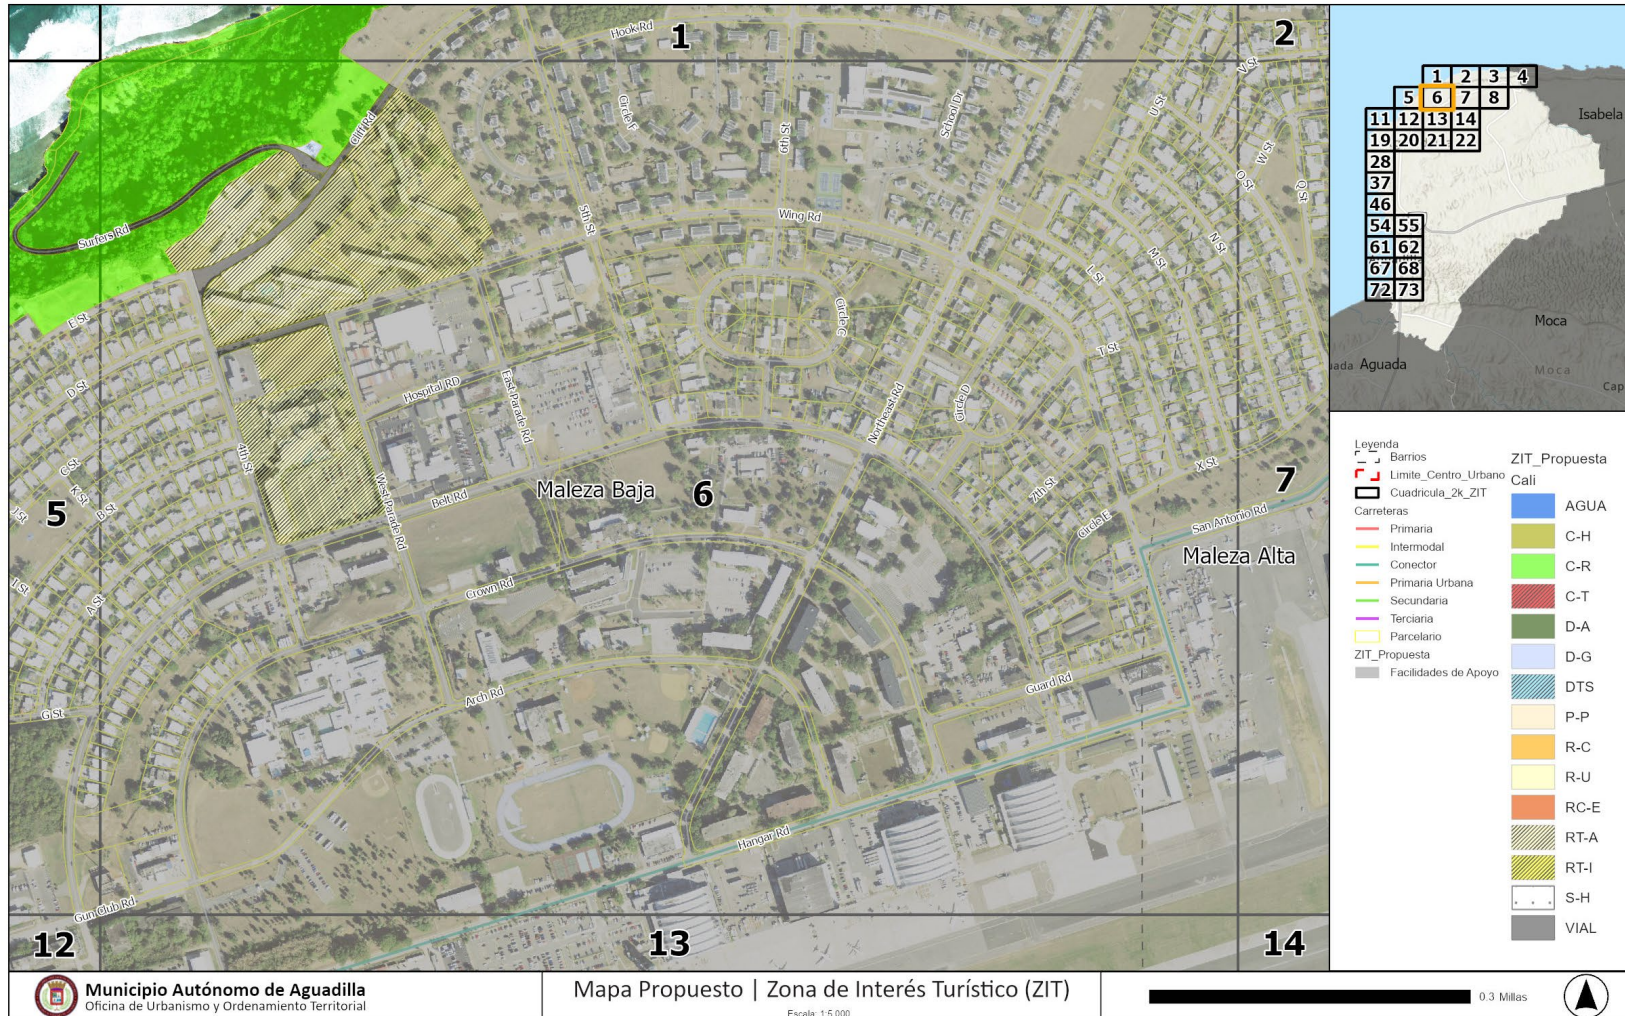 1
2
Hook Rd
V St
Circle F
6th St
School Dr
U St
Cliff Rd
W St
O St
Q St
5th St
Wing Rd
Surfers Rd
N St
M St
L St
E St
Circle C
T St
D St
Hospital RD
East Parade Rd
Northeast Rd
Circle D
4th St
C St
K St
B St
J St
5
West Parade Rd
Belt Rd
Maleza Baja
6
7th St
X St
7
Circle E
San Antonio Rd
Maleza Alta
I St
A St
Crown Rd
Arch Rd
Guard Rd
G St
Hangar Rd
Gun Club Rd
12
13
14
1 2 3 4
5 6 7 8
11 12 13 14
19 20 21 22
28
37
46
54 55
61 62
67 68
72 73
Isabela
Moca
Moca
uada Aguada
Cap
Leyenda
Barrios
Limite_Centro_Urbano
Cuadricula_2k_ZIT
Carreteras
Primaria
Intermodal
Conector
Primaria Urbana
Secundaria
Terciaria
Parcelario
ZIT_Propuesta
Facilidades de Apoyo
ZIT_Propuesta
Cali
AGUA
C-H
C-R
C-T
D-A
D-G
DTS
P-P
R-C
R-U
RC-E
RT-A
RT-I
S-H
VIAL
Municipio Autónomo de Aguadilla
Oficina de Urbanismo y Ordenamiento Territorial
Mapa Propuesto | Zona de Interés Turístico (ZIT)
Escala: 1:5,000
0.3 Millas